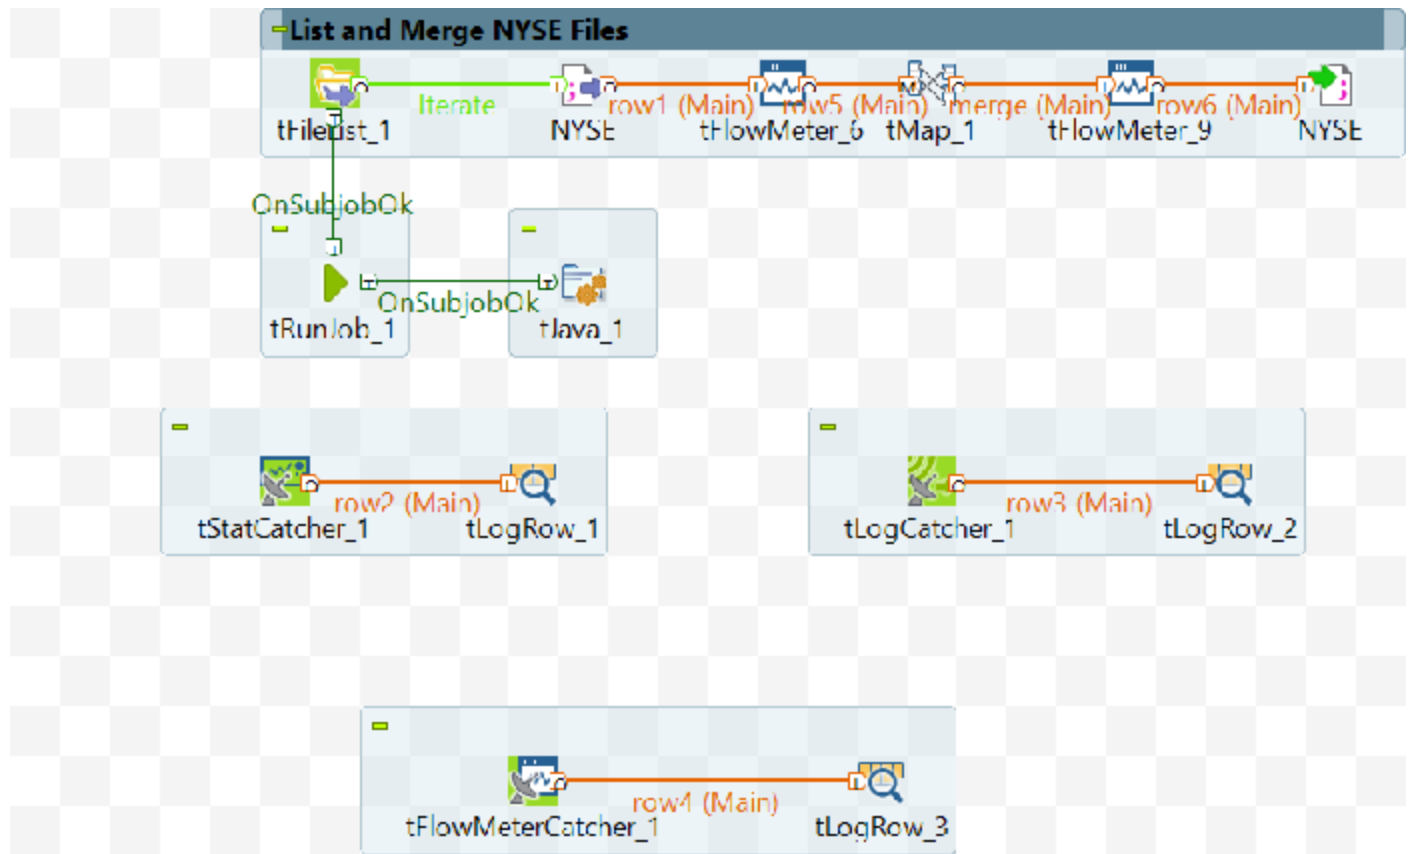 List and Merge NYSE Files
Iterate row1 (Main) row5 (Main) merge (Main) row6 (Main)
tFileList_1 NYSE tFlowMeter_6 tMap_1 tFlowMeter_9 NYSE
OnSubjobOk
OnSubjobOk
tRunJob_1 tJava_1
row2 (Main) row3 (Main)
tStatCatcher_1 tLogRow_1 tLogCatcher_1 tLogRow_2
row4 (Main)
tFlowMeterCatcher_1 tLogRow_3